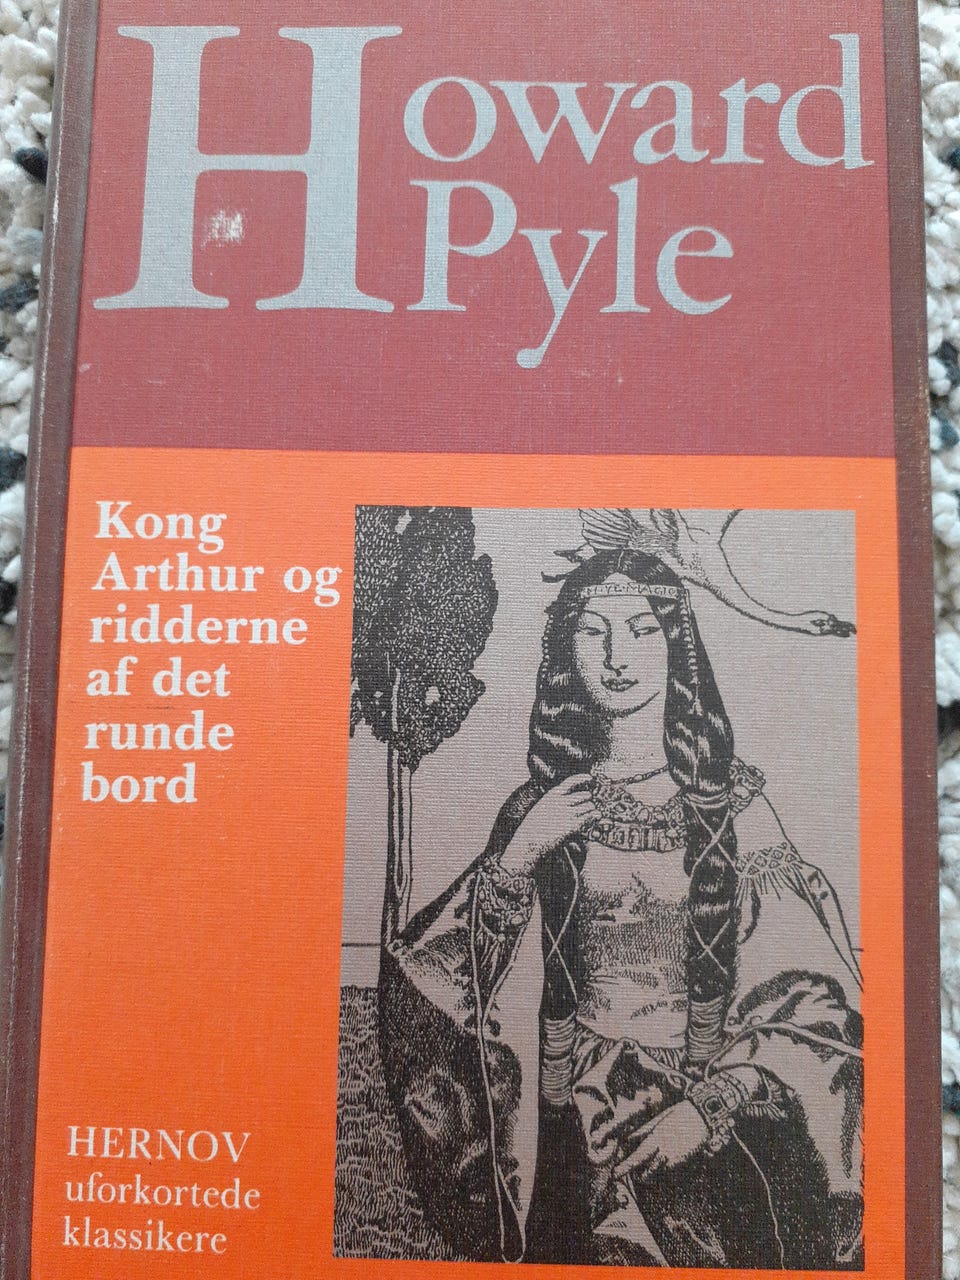 Howard
Pyle
Kong
Arthur og
ridderne
af det
runde
bord
HERNOV
uforkortede
klassikere